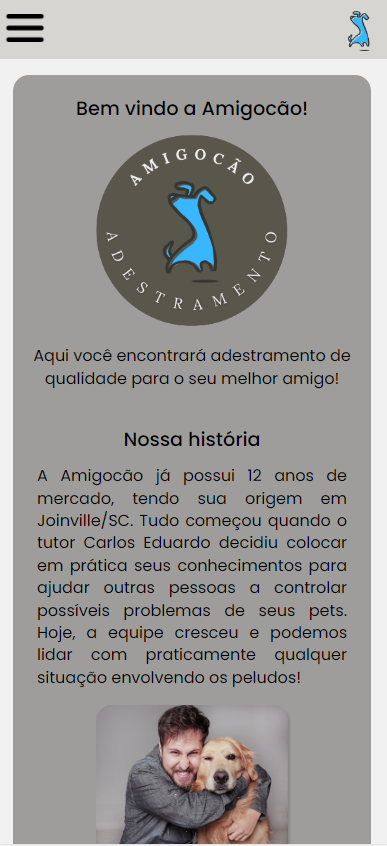 Bem vindo a Amigocão!
AMIGOCÃO
ADESTRAMENTO
Aqui você encontrará adestramento de
qualidade para o seu melhor amigo!
Nossa história
A Amigocão já possui 12 anos de
mercado, tendo sua origem em
Joinville/SC. Tudo começou quando o
tutor Carlos Eduardo decidiu colocar
em prática seus conhecimentos para
ajudar outras pessoas a controlar
possíveis problemas de seus pets.
Hoje, a equipe cresceu e podemos
lidar com praticamente qualquer
situação envolvendo os peludos!